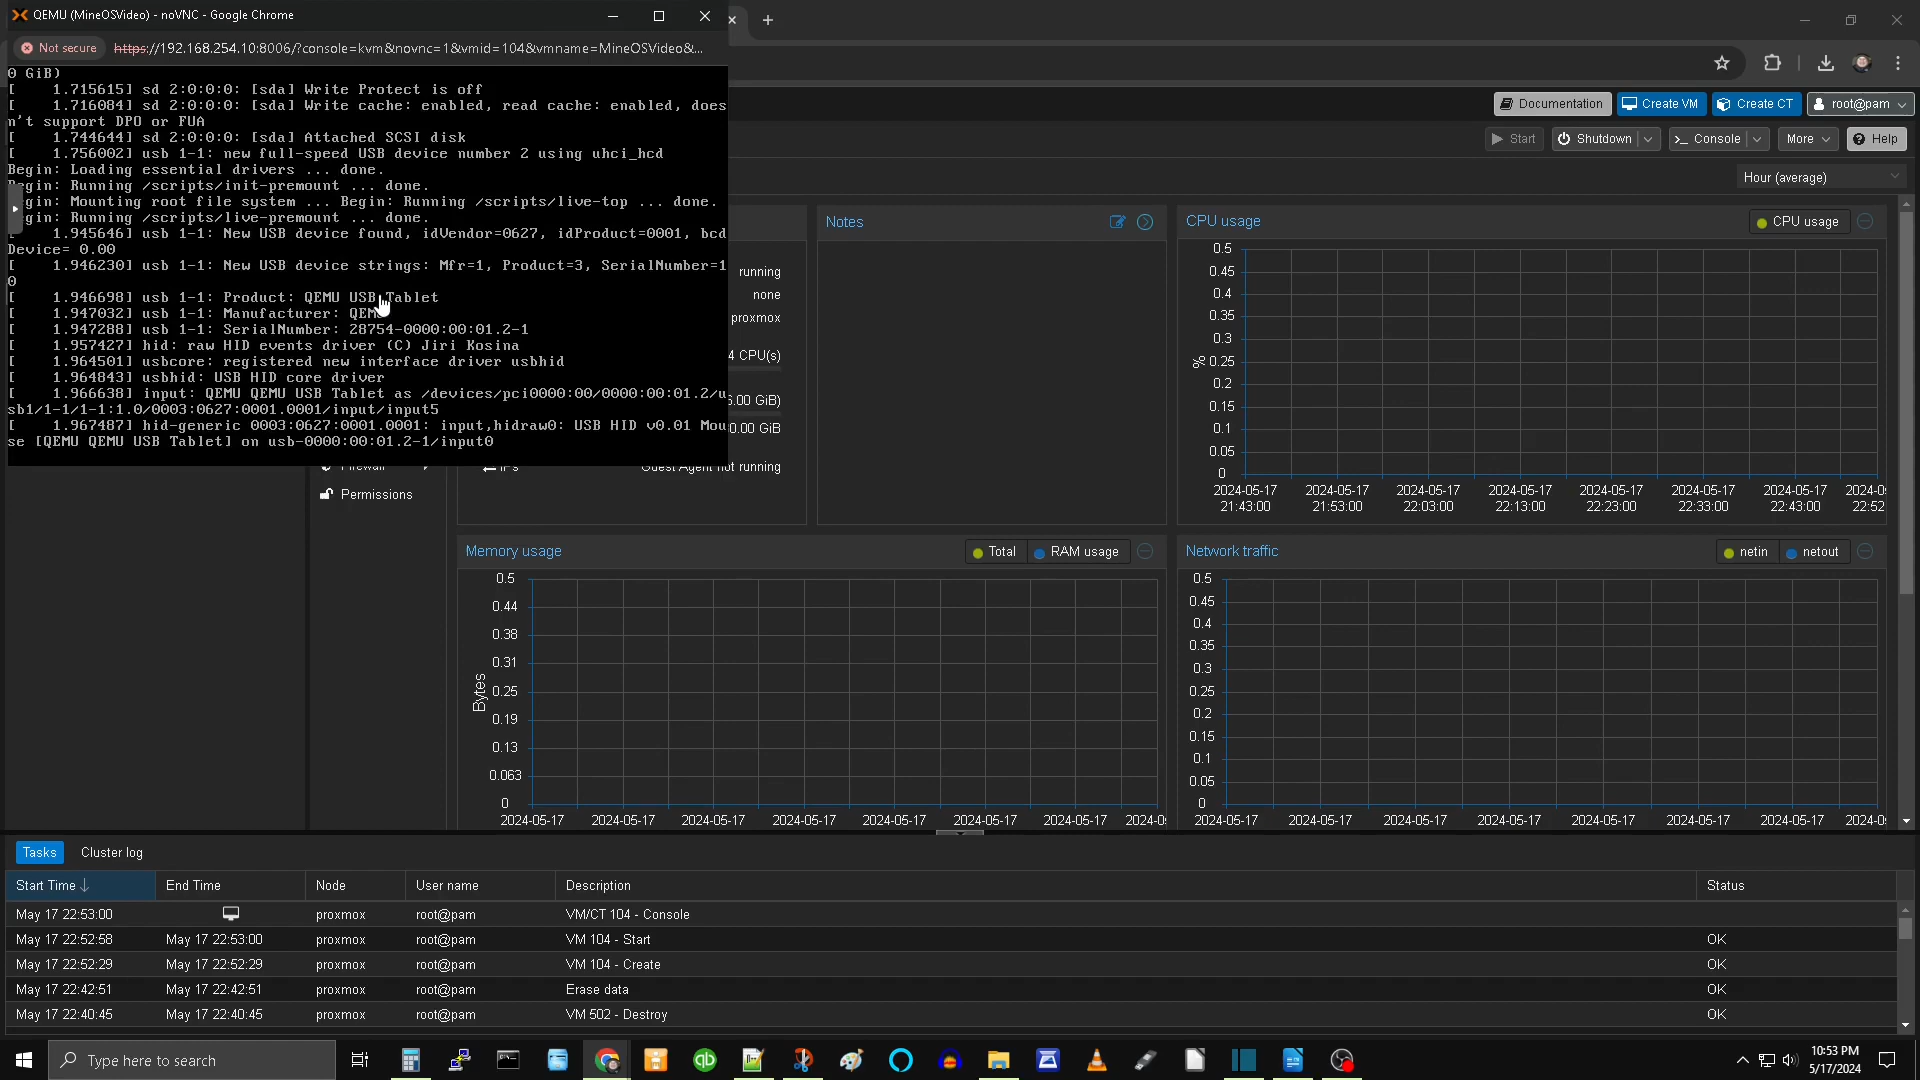 QEMU (MineOSVideo) - noVNC - Google Chrome
Not secure https://192.168.254.10:8006/?console=kvm&novnc=1&vmid=104&vmname=MineOSVideo&...
0 GiB)
[    1.715615] sd 2:0:0:0: [sda] Write Protect is off
[    1.716084] sd 2:0:0:0: [sda] Write cache: enabled, read cache: enabled, does
n't support DPO or FUA
[    1.744644] sd 2:0:0:0: [sda] Attached SCSI disk
[    1.756002] usb 1-1: new full-speed USB device number 2 using uhci_hcd
Begin: Loading essential drivers ... done.
Begin: Running /scripts/init-premount ... done.
gin: Mounting root file system ... Begin: Running /scripts/live-top ... done.
gin: Running /scripts/live-premount ... done.
[    1.945646] usb 1-1: New USB device found, idVendor=0627, idProduct=0001, bcd
Device= 0.00
[    1.946230] usb 1-1: New USB device strings: Mfr=1, Product=3, SerialNumber=1
0
[    1.946698] usb 1-1: Product: QEMU USB Tablet
[    1.947032] usb 1-1: Manufacturer: QEMU
[    1.947288] usb 1-1: SerialNumber: 28754-0000:00:01.2-1
[    1.957427] hid: raw HID events driver (C) Jiri Kosina
[    1.964501] usbcore: registered new interface driver usbhid
[    1.964843] usbhid: USB HID core driver
[    1.966638] input: QEMU QEMU USB Tablet as /devices/pci0000:00/0000:00:01.2/u
sb1/1-1/1-1:1.0/0003:0627:0001.0001/input/input5
[    1.967487] hid-generic 0003:0627:0001.0001: input,hidraw0: USB HID v0.01 Mou
se [QEMU QEMU USB Tablet] on usb-0000:00:01.2-1/input0
Documentation Create VM Create CT root@pam
Start Shutdown Console More Help
Hour (average)
running
none
proxmox
4 CPU(s)
.00 GiB)
0.00 GiB
Firewall
IPs Guest Agent not running
Permissions
Notes
CPU usage CPU usage
0.5
0.45
0.4
0.35
0.3
0.25
0.2
0.15
0.1
0.05
0
%
2024-05-17 2024-05-17 2024-05-17 2024-05-17 2024-05-17 2024-05-17 2024-05-17 2024-0
21:43:00 21:53:00 22:03:00 22:13:00 22:23:00 22:33:00 22:43:00 22:52
Memory usage Total RAM usage
0.5
0.44
0.38
0.31
0.25
0.19
0.13
0.063
0
Bytes
2024-05-17 2024-05-17 2024-05-17 2024-05-17 2024-05-17 2024-05-17 2024-05-17 2024-0
Network traffic netin netout
0.5
0.45
0.4
0.35
0.3
0.25
0.2
0.15
0.1
0.05
0
2024-05-17 2024-05-17 2024-05-17 2024-05-17 2024-05-17 2024-05-17 2024-05-17 2024-0
Tasks Cluster log
Start Time End Time Node User name Description Status
May 17 22:53:00 proxmox root@pam VM/CT 104 - Console
May 17 22:52:58 May 17 22:53:00 proxmox root@pam VM 104 - Start OK
May 17 22:52:29 May 17 22:52:29 proxmox root@pam VM 104 - Create OK
May 17 22:42:51 May 17 22:42:51 proxmox root@pam Erase data OK
May 17 22:40:45 May 17 22:40:45 proxmox root@pam VM 502 - Destroy OK
Type here to search
10:53 PM
5/17/2024